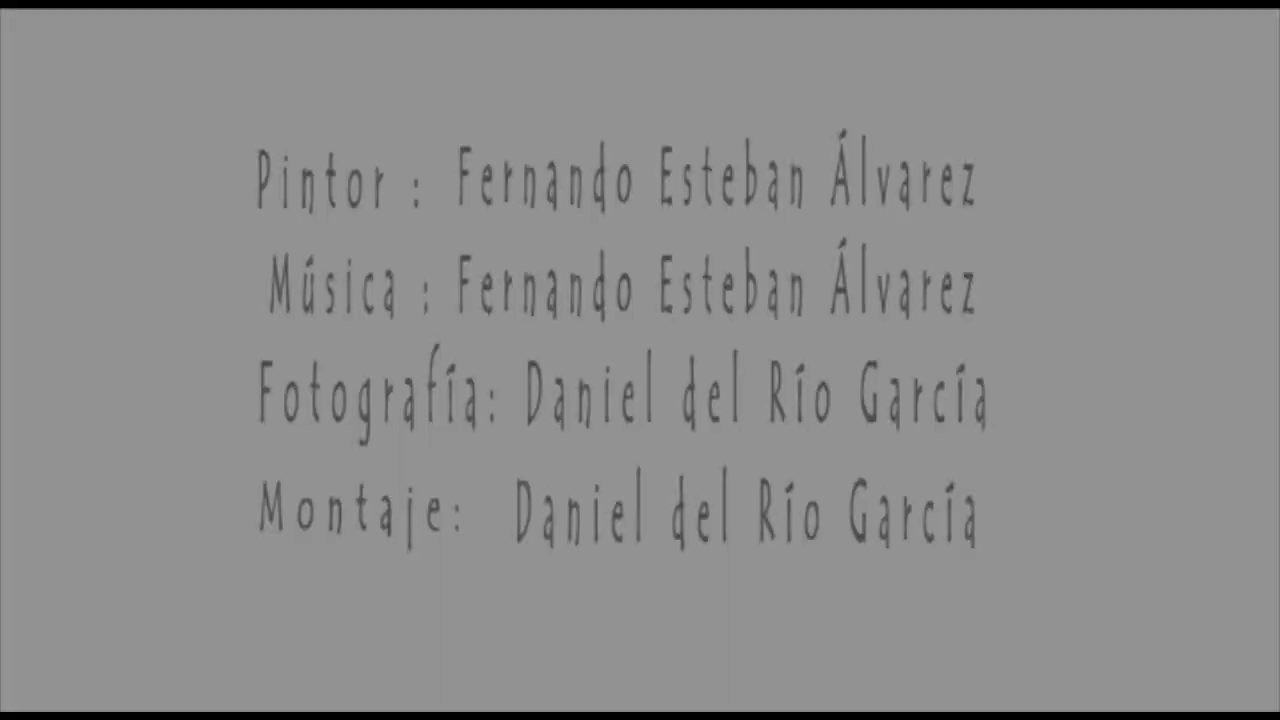 Pintor : Fernando Esteban Álvarez
Música : Fernando Esteban Álvarez
Fotografía: Daniel del Río García
Montaje: Daniel del Río García